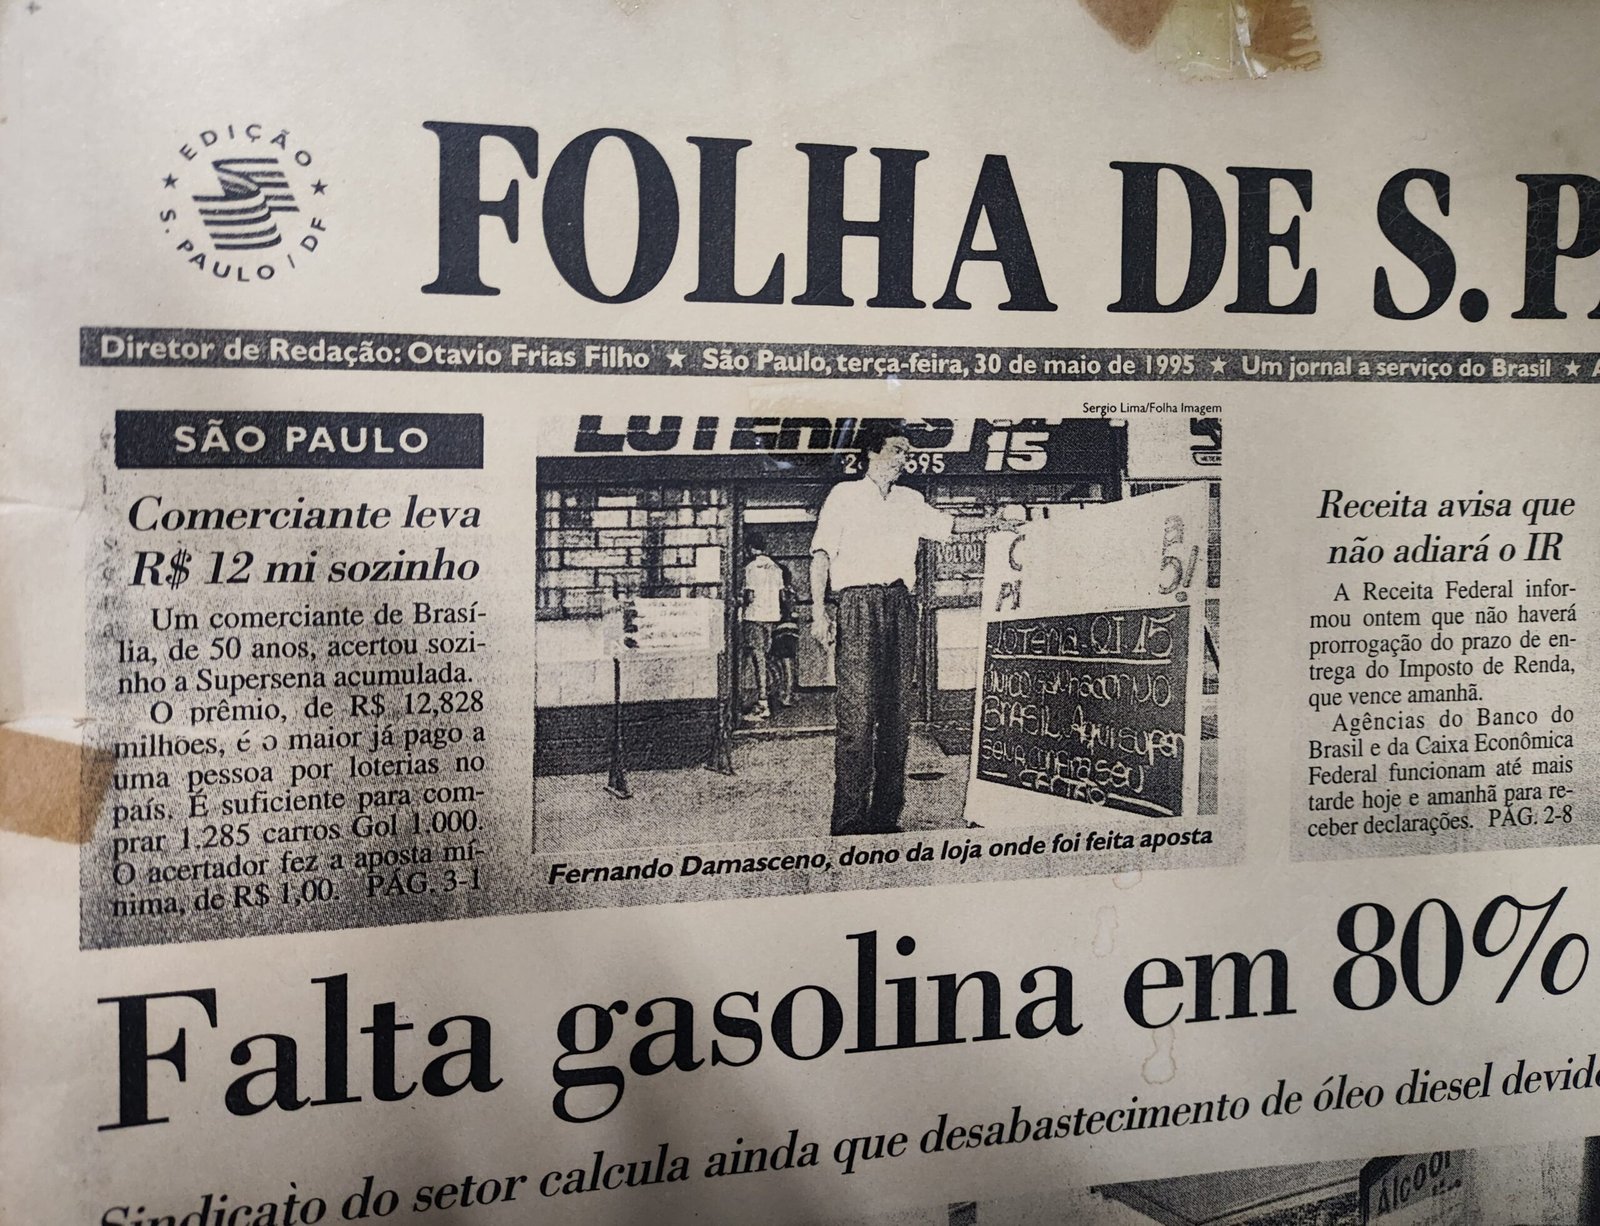 EDIÇÃO
S. PAULO / DF
FOLHA DE S. PA
Diretor de Redação: Otavio Frias Filho ★ São Paulo, terça-feira, 30 de maio de 1995 ★ Um jornal a serviço do Brasil ★ A
SÃO PAULO
Comerciante leva
R$ 12 mi sozinho
Um comerciante de Brasí-
lia, de 50 anos, acertou sozi-
nho a Supersena acumulada.
O prêmio, de R$ 12,828
milhões, é o maior já pago a
uma pessoa por loterias no
país. É suficiente para com-
prar 1.285 carros Gol 1.000.
O acertador fez a aposta mí-
nima, de R$ 1,00. PÁG. 3-1
Sergio Lima/Folha Imagem
LOTERIAS
15
695
LOTERIA QI 15
BRASIL. AQUI
SEU
Fernando Damasceno, dono da loja onde foi feita aposta
Receita avisa que
não adiará o IR
A Receita Federal infor-
mou ontem que não haverá
prorrogação do prazo de en-
trega do Imposto de Renda,
que vence amanhã.
Agências do Banco do
Brasil e da Caixa Econômica
Federal funcionam até mais
tarde hoje e amanhã para re-
ceber declarações. PÁG. 2-8
Falta gasolina em 80%
Sindicato do setor calcula ainda que desabastecimento de óleo diesel devid
Álcool